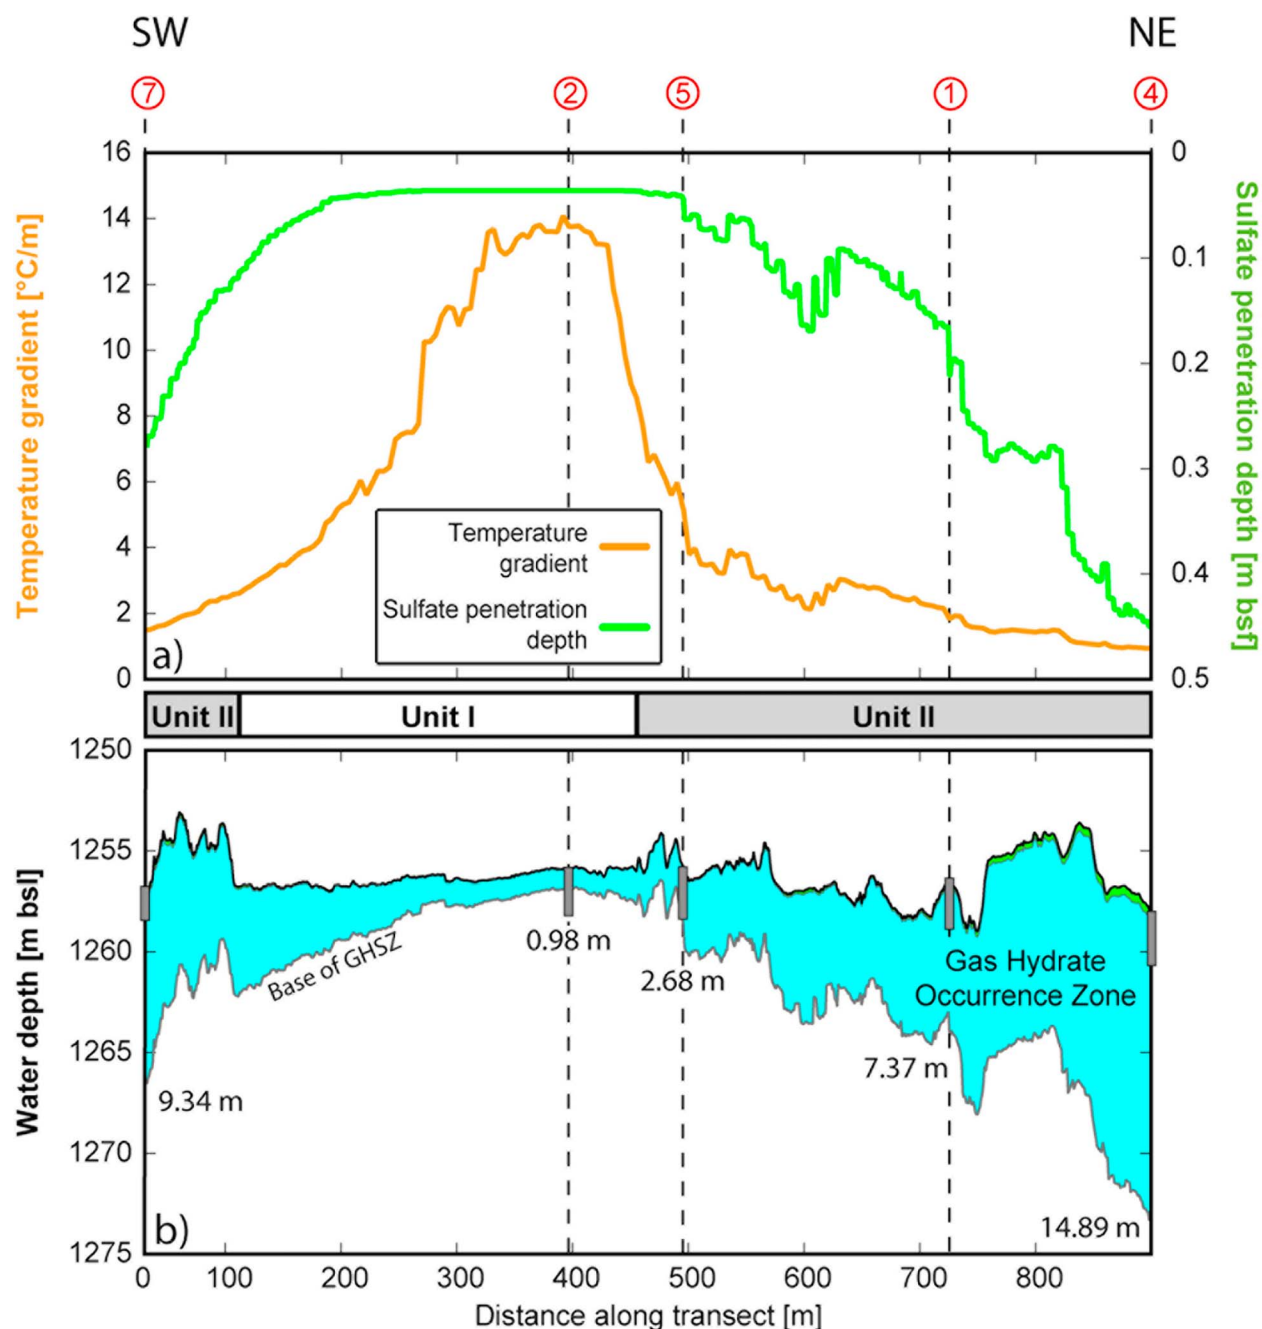 SW NE
⑦ ② ⑤ ① ④
16 0
14
0.1
12
10
0.2
8
0.3
6
4
0.4
2
0 0.5
Temperature gradient [°C/m]
Sulfate penetration depth [m bsf]
Temperature
gradient
Sulfate penetration
depth
a)
Unit II Unit I Unit II
1250
1255
1260
1265
1270
1275
Water depth [m bsl]
Base of GHSZ
0.98 m
2.68 m
Gas Hydrate
Occurrence Zone
7.37 m
9.34 m
14.89 m
b)
0 100 200 300 400 500 600 700 800
Distance along transect [m]